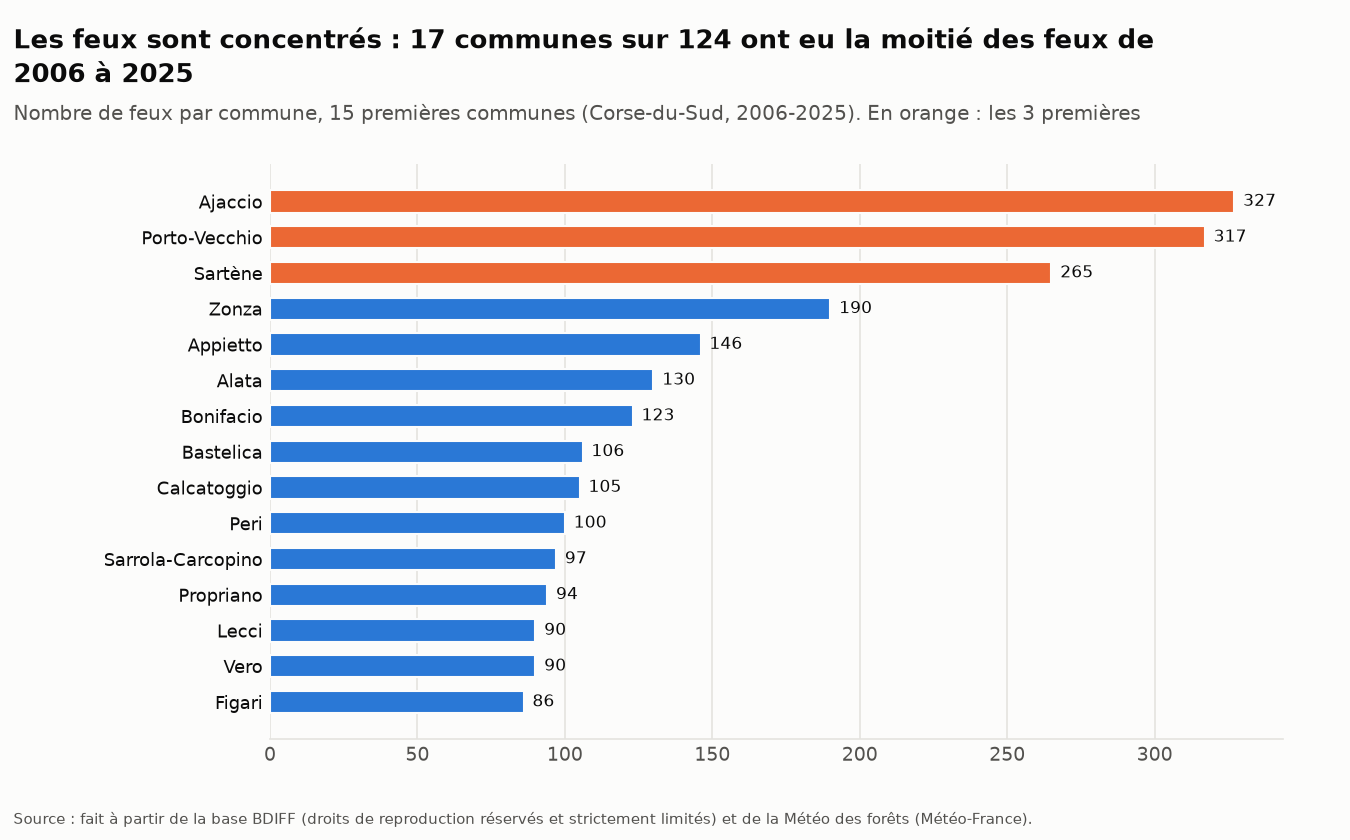 Les feux sont concentrés : 17 communes sur 124 ont eu la moitié des feux de
2006 à 2025
Nombre de feux par commune, 15 premières communes (Corse-du-Sud, 2006-2025). En orange : les 3 premières
Ajaccio 327
Porto-Vecchio 317
Sartène 265
Zonza 190
Appietto 146
Alata 130
Bonifacio 123
Bastelica 106
Calcatoggio 105
Peri 100
Sarrola-Carcopino 97
Propriano 94
Lecci 90
Vero 90
Figari 86
0 50 100 150 200 250 300
Source : fait à partir de la base BDIFF (droits de reproduction réservés et strictement limités) et de la Météo des forêts (Météo-France).